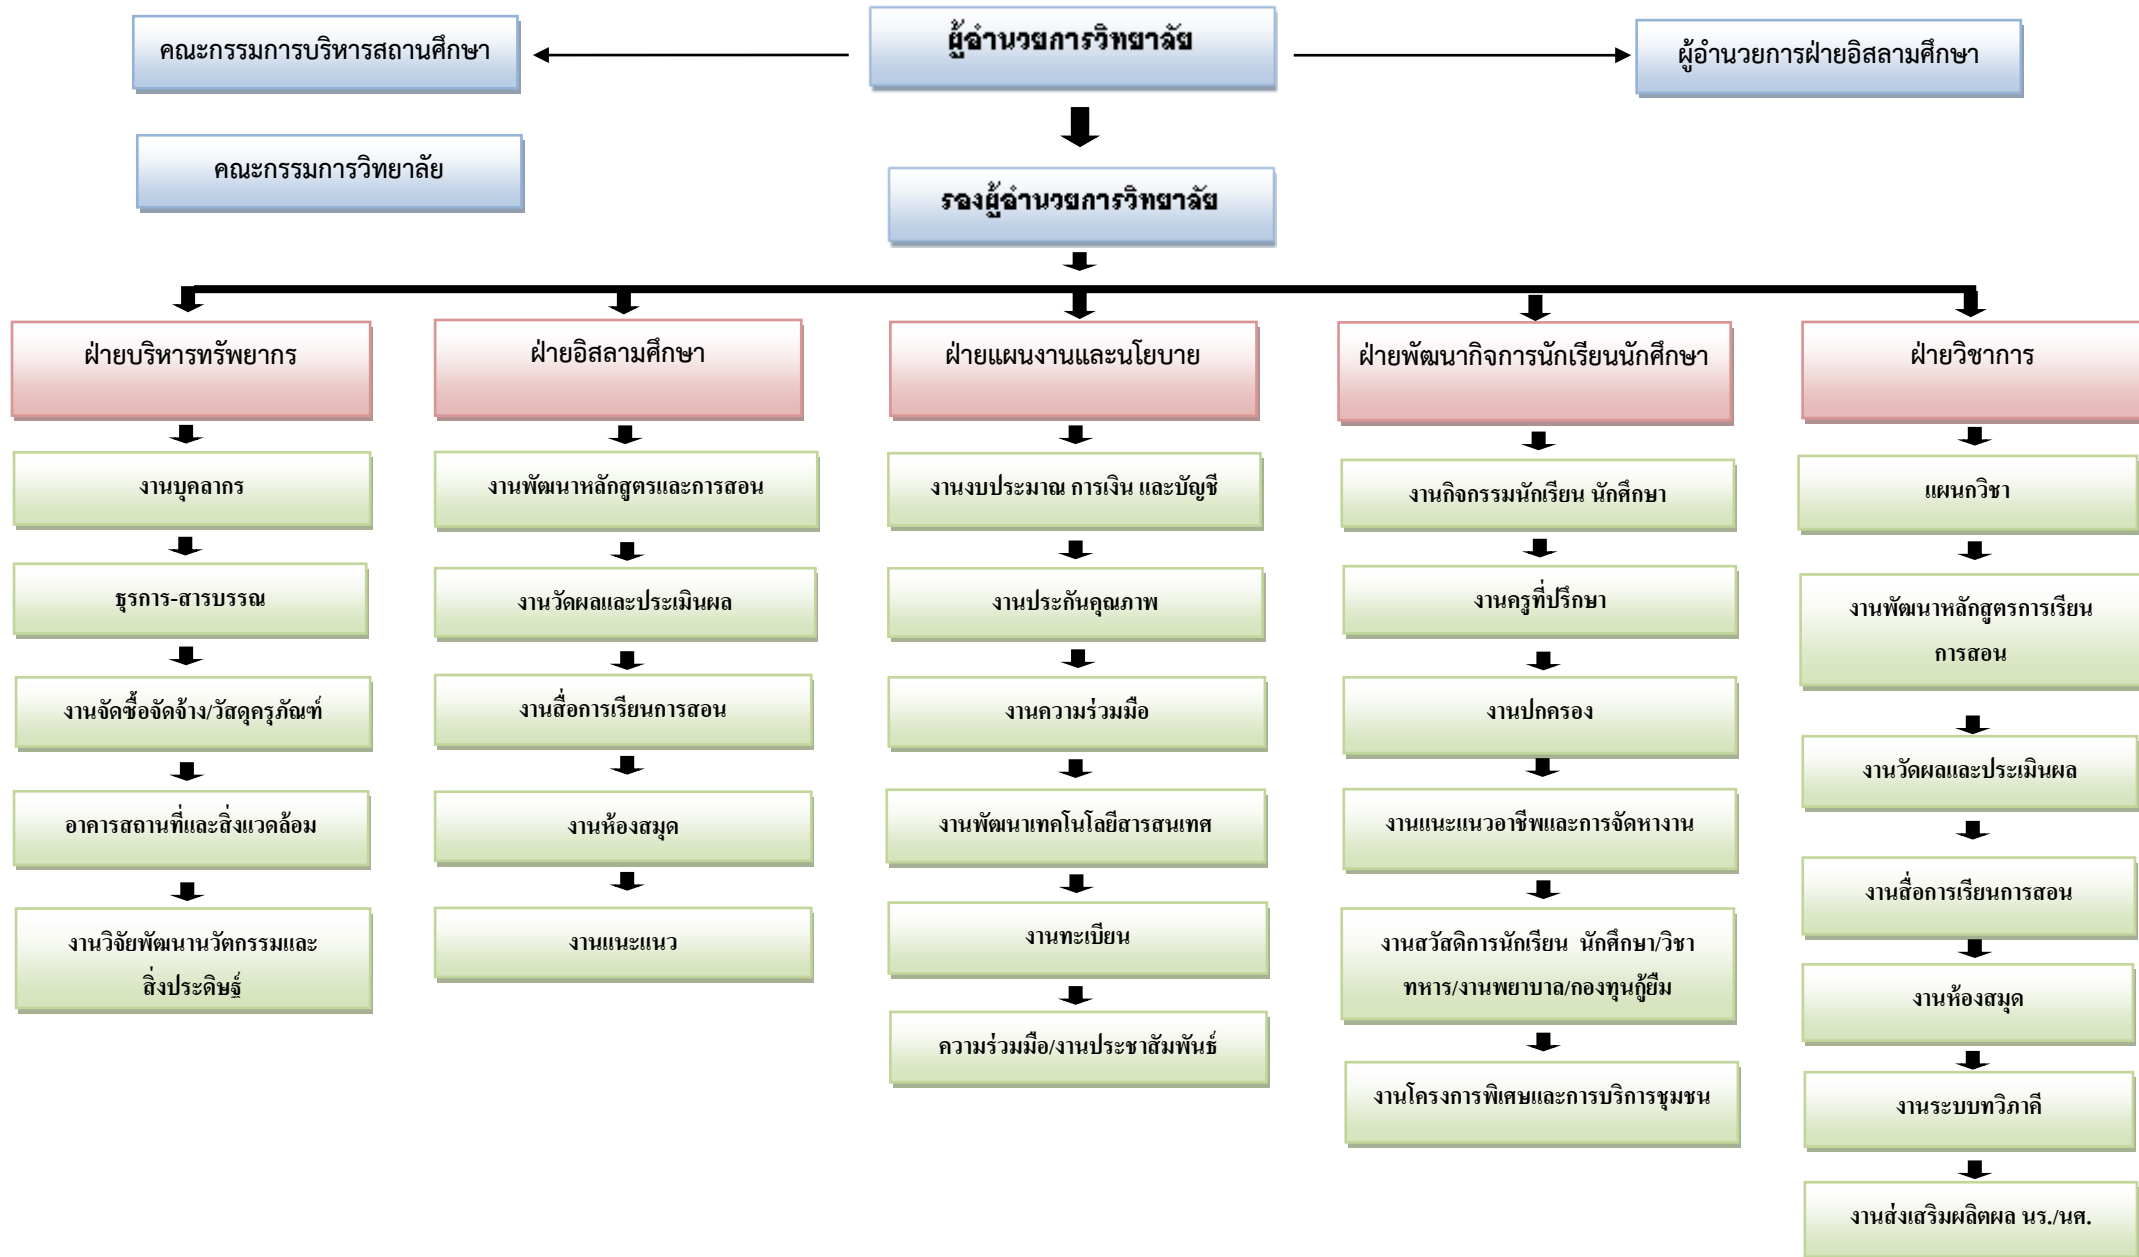 คณะกรรมการบริหารสถานศึกษา
ผู้อำนวยการวิทยาลัย
ผู้อำนวยการฝ่ายอิสลามศึกษา
คณะกรรมการวิทยาลัย
รองผู้อำนวยการวิทยาลัย
ฝ่ายบริหารทรัพยากร
งานบุคลากร
ธุรการ-สารบรรณ
งานจัดซื้อจัดจ้าง/วัสดุครุภัณฑ์
อาคารสถานที่และสิ่งแวดล้อม
งานวิจัยพัฒนานวัตกรรมและ
สิ่งประดิษฐ์
ฝ่ายอิสลามศึกษา
งานพัฒนาหลักสูตรและการสอน
งานวัดผลและประเมินผล
งานสื่อการเรียนการสอน
งานห้องสมุด
งานแนะแนว
ฝ่ายแผนงานและนโยบาย
งานงบประมาณ การเงิน และบัญชี
งานประกันคุณภาพ
งานความร่วมมือ
งานพัฒนาเทคโนโลยีสารสนเทศ
งานทะเบียน
ความร่วมมือ/งานประชาสัมพันธ์
ฝ่ายพัฒนากิจการนักเรียนนักศึกษา
งานกิจกรรมนักเรียน นักศึกษา
งานครูที่ปรึกษา
งานปกครอง
งานแนะแนวอาชีพและการจัดหางาน
งานสวัสดิการนักเรียน  นักศึกษา/วิชา
ทหาร/งานพยาบาล/กองทุนกู้ยืม
งานโครงการพิเศษและการบริการชุมชน
ฝ่ายวิชาการ
แผนกวิชา
งานพัฒนาหลักสูตรการเรียน
การสอน
งานวัดผลและประเมินผล
งานสื่อการเรียนการสอน
งานห้องสมุด
งานระบบทวิภาคี
งานส่งเสริมผลิตผล นร./นศ.